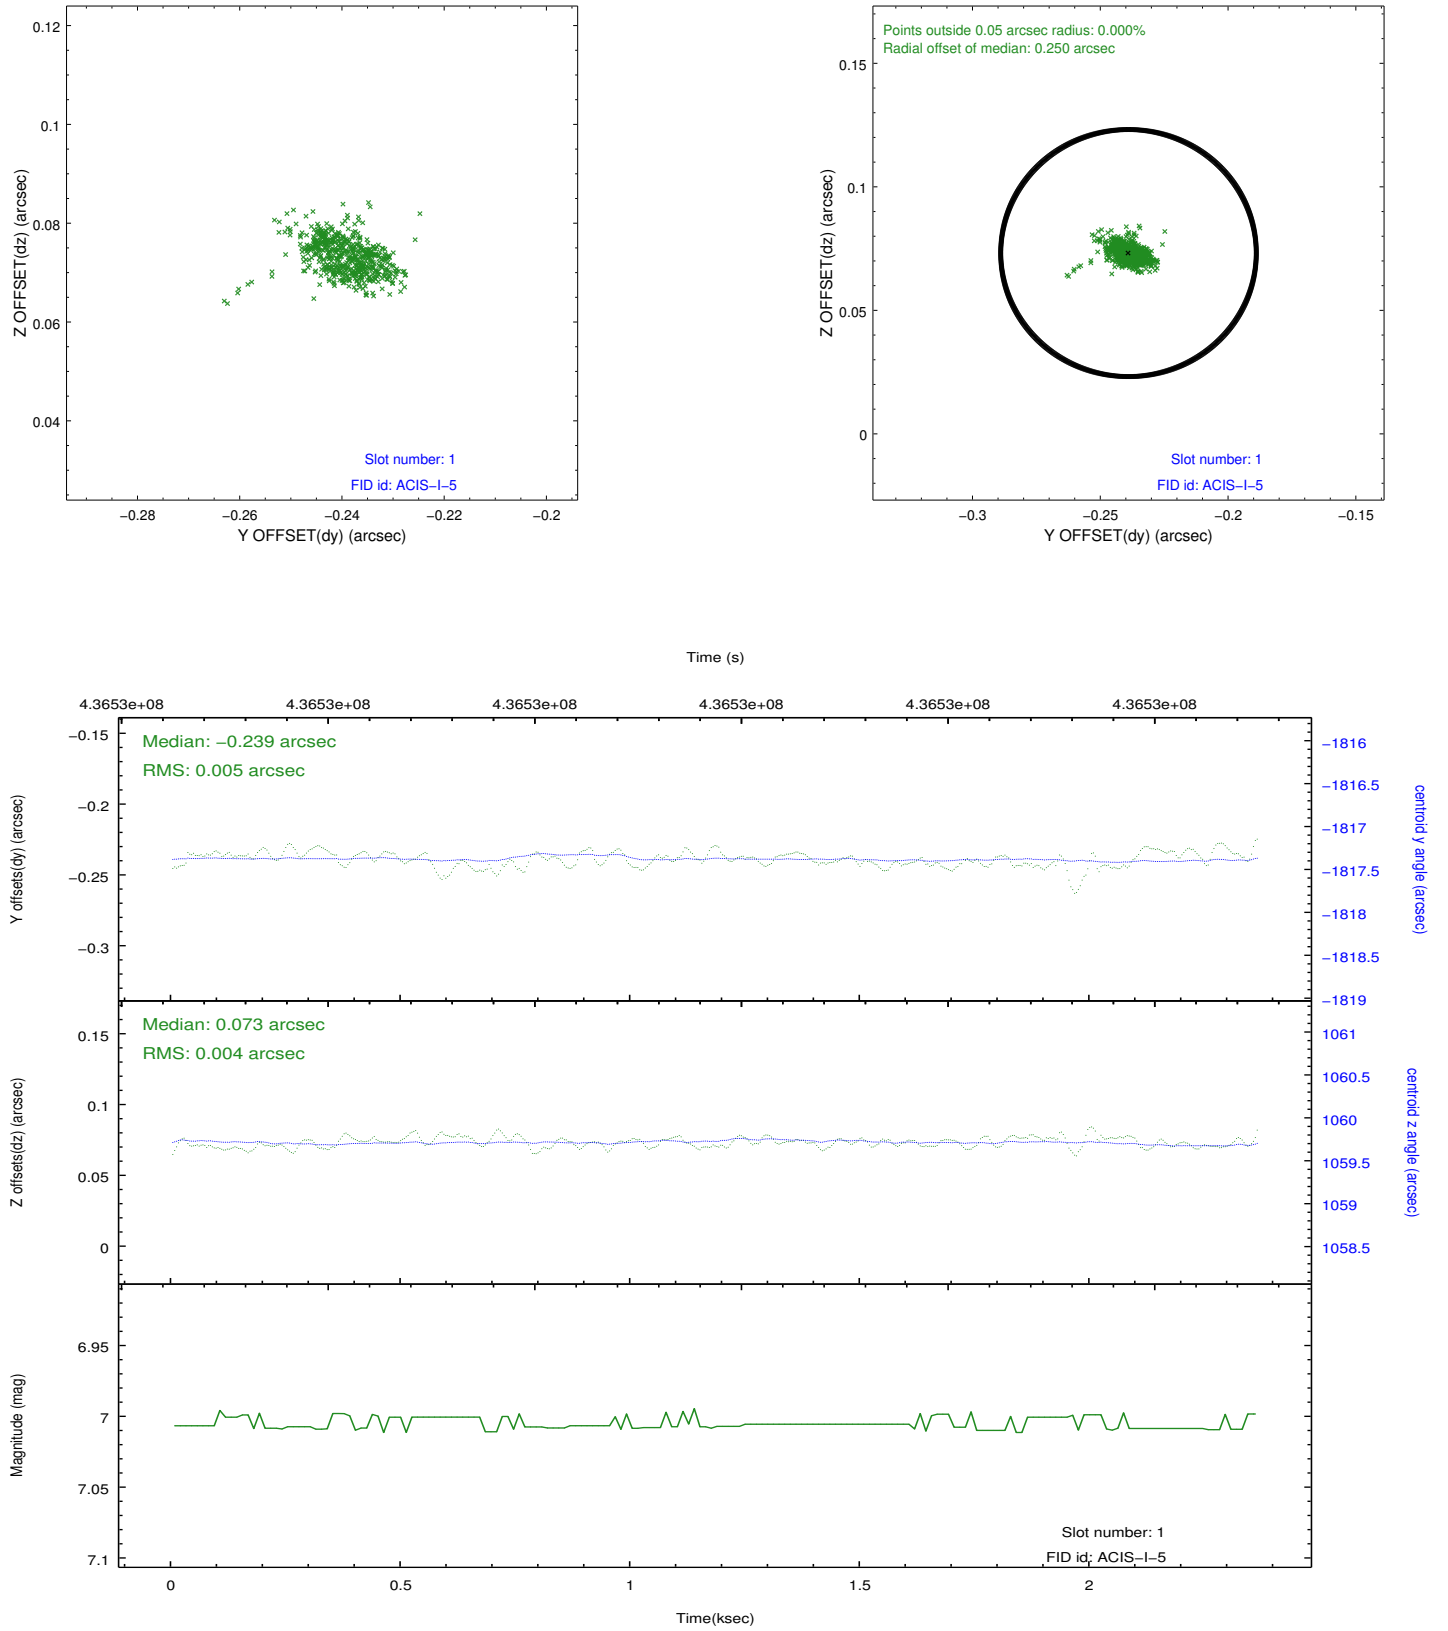 0.12
0.1
0.08
0.06
0.04
Z OFFSET(dz) (arcsec)
Slot number: 1
FID id: ACIS−I−5
−0.28 −0.26 −0.24 −0.22 −0.2
Y OFFSET(dy) (arcsec)
Points outside 0.05 arcsec radius: 0.000%
Radial offset of median: 0.250 arcsec
0.15
0.1
0.05
0
Z OFFSET(dz) (arcsec)
Slot number: 1
FID id: ACIS−I−5
−0.3 −0.25 −0.2 −0.15
Y OFFSET(dy) (arcsec)
Time (s)
4.3653e+08 4.3653e+08 4.3653e+08 4.3653e+08 4.3653e+08 4.3653e+08
Median: −0.239 arcsec
RMS: 0.005 arcsec
−0.15
−0.2
−0.25
−0.3
Y offsets(dy) (arcsec)
−1816
−1816.5
−1817
−1817.5
−1818
−1818.5
−1819
centroid y angle (arcsec)
Median: 0.073 arcsec
RMS: 0.004 arcsec
0.15
0.1
0.05
0
Z offsets(dz) (arcsec)
1061
1060.5
1060
1059.5
1059
1058.5
centroid z angle (arcsec)
6.95
7
7.05
7.1
Magnitude (mag)
Slot number: 1
FID id: ACIS−I−5
0 0.5 1 1.5 2
Time(ksec)